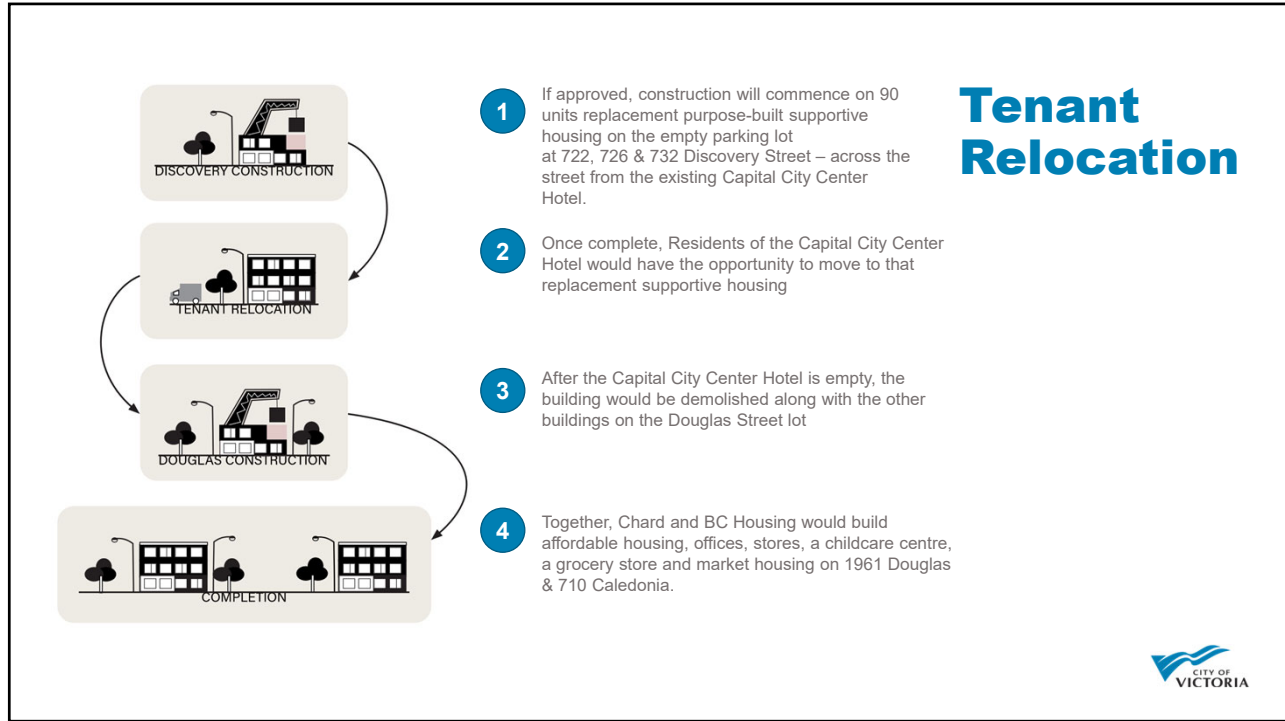 Tenant
Relocation
DISCOVERY CONSTRUCTION
TENANT RELOCATION
DOUGLAS CONSTRUCTION
COMPLETION
1
If approved, construction will commence on 90
units replacement purpose-built supportive
housing on the empty parking lot
at 722, 726 & 732 Discovery Street – across the
street from the existing Capital City Center
Hotel.
2
Once complete, Residents of the Capital City Center
Hotel would have the opportunity to move to that
replacement supportive housing
3
After the Capital City Center Hotel is empty, the
building would be demolished along with the other
buildings on the Douglas Street lot
4
Together, Chard and BC Housing would build
affordable housing, offices, stores, a childcare centre,
a grocery store and market housing on 1961 Douglas
& 710 Caledonia.
CITY OF
VICTORIA